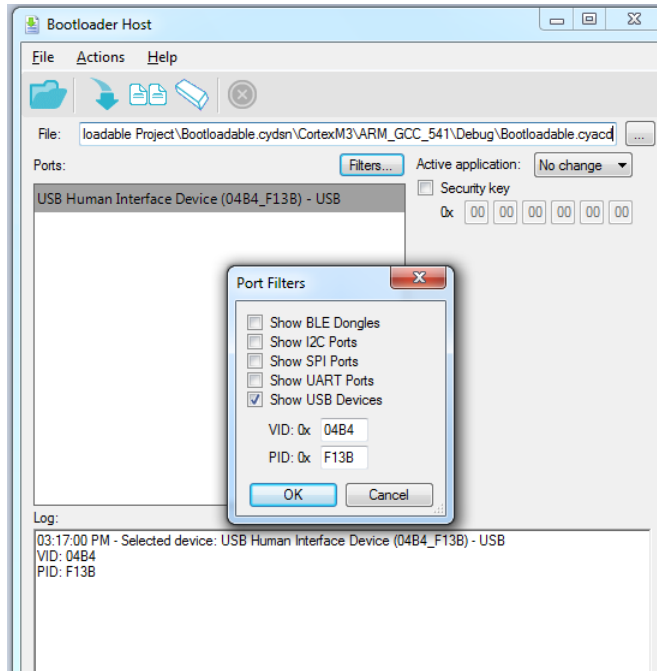 Bootloader Host
File Actions Help
File: loadable Project\Bootloadable.cydsn\CortexM3\ARM_GCC_541\Debug\Bootloadable.cyacd ...
Ports: Filters... Active application: No change
Security key
USB Human Interface Device (04B4_F13B) - USB
0x 00 00 00 00 00 00
Port Filters
Show BLE Dongles
Show I2C Ports
Show SPI Ports
Show UART Ports
Show USB Devices
VID: 0x 04B4
PID: 0x F13B
OK Cancel
Log:
03:17:00 PM - Selected device: USB Human Interface Device (04B4_F13B) - USB
VID: 04B4
PID: F13B